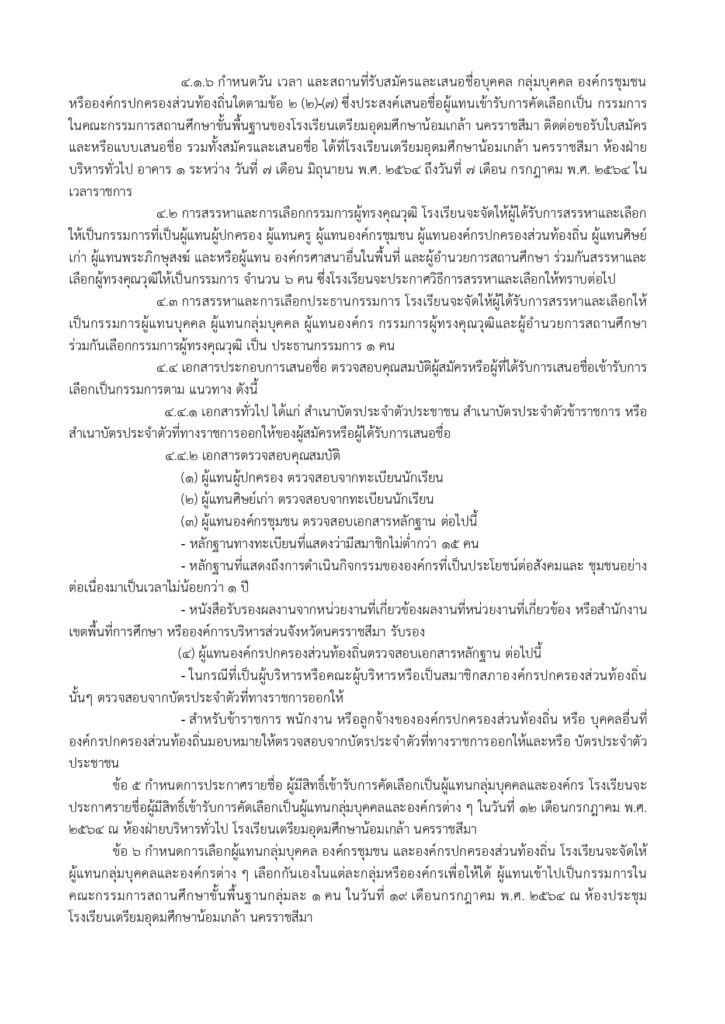 ๔.๑.๖ กำหนดวัน เวลา และสถานที่รับสมัครและเสนอชื่อบุคคล กลุ่มบุคคล องค์กรชุมชน
หรือองค์กรปกครองส่วนท้องถิ่นใดตามข้อ ๒ (๒)-(๗) ซึ่งประสงค์เสนอชื่อผู้แทนเข้ารับการคัดเลือกเป็น กรรมการ
ในคณะกรรมการสถานศึกษาขั้นพื้นฐานของโรงเรียนเตรียมอุดมศึกษาน้อมเกล้า นครราชสีมา ติดต่อขอรับใบสมัคร
และหรือแบบเสนอชื่อ รวมทั้งสมัครและเสนอชื่อ ได้ที่โรงเรียนเตรียมอุดมศึกษาน้อมเกล้า นครราชสีมา ห้องฝ่าย
บริหารทั่วไป อาคาร ๑ ระหว่าง วันที่ ๗ เดือน มิถุนายน พ.ศ. ๒๕๖๔ ถึงวันที่ ๗ เดือน กรกฎาคม พ.ศ. ๒๕๖๔ ใน
เวลาราชการ
๔.๒ การสรรหาและการเลือกกรรมการผู้ทรงคุณวุฒิ โรงเรียนจะจัดให้ผู้ได้รับการสรรหาและเลือก
ให้เป็นกรรมการที่เป็นผู้แทนผู้ปกครอง ผู้แทนครู ผู้แทนองค์กรชุมชน ผู้แทนองค์กรปกครองส่วนท้องถิ่น ผู้แทนศิษย์
เก่า ผู้แทนพระภิกษุสงฆ์ และหรือผู้แทน องค์กรศาสนาอื่นในพื้นที่ และผู้อำนวยการสถานศึกษา ร่วมกันสรรหาและ
เลือกผู้ทรงคุณวุฒิให้เป็นกรรมการ จำนวน ๖ คน ซึ่งโรงเรียนจะประกาศวิธีการสรรหาและเลือกให้ทราบต่อไป
๔.๓ การสรรหาและการเลือกประธานกรรมการ โรงเรียนจะจัดให้ผู้ได้รับการสรรหาและเลือกให้
เป็นกรรมการผู้แทนบุคคล ผู้แทนกลุ่มบุคคล ผู้แทนองค์กร กรรมการผู้ทรงคุณวุฒิและผู้อำนวยการสถานศึกษา
ร่วมกันเลือกกรรมการผู้ทรงคุณวุฒิ เป็น ประธานกรรมการ ๑ คน
๔.๔ เอกสารประกอบการเสนอชื่อ ตรวจสอบคุณสมบัติผู้สมัครหรือผู้ที่ได้รับการเสนอชื่อเข้ารับการ
เลือกเป็นกรรมการตาม แนวทาง ดังนี้
๔.๔.๑ เอกสารทั่วไป ได้แก่ สำเนาบัตรประจำตัวประชาชน สำเนาบัตรประจำตัวข้าราชการ หรือ
สำเนาบัตรประจำตัวที่ทางราชการออกให้ของผู้สมัครหรือผู้ได้รับการเสนอชื่อ
๔.๔.๒ เอกสารตรวจสอบคุณสมบัติ
(๑) ผู้แทนผู้ปกครอง ตรวจสอบจากทะเบียนนักเรียน
(๒) ผู้แทนศิษย์เก่า ตรวจสอบจากทะเบียนนักเรียน
(๓) ผู้แทนองค์กรชุมชน ตรวจสอบเอกสารหลักฐาน ต่อไปนี้
- หลักฐานทางทะเบียนที่แสดงว่ามีสมาชิกไม่ต่ำกว่า ๑๕ คน
- หลักฐานที่แสดงถึงการดำเนินกิจกรรมขององค์กรที่เป็นประโยชน์ต่อสังคมและ ชุมชนอย่าง
ต่อเนื่องมาเป็นเวลาไม่น้อยกว่า ๑ ปี
- หนังสือรับรองผลงานจากหน่วยงานที่เกี่ยวข้องผลงานที่หน่วยงานที่เกี่ยวข้อง หรือสำนักงาน
เขตพื้นที่การศึกษา หรือองค์การบริหารส่วนจังหวัดนครราชสีมา รับรอง
(๔) ผู้แทนองค์กรปกครองส่วนท้องถิ่นตรวจสอบเอกสารหลักฐาน ต่อไปนี้
- ในกรณีที่เป็นผู้บริหารหรือคณะผู้บริหารหรือเป็นสมาชิกสภาองค์กรปกครองส่วนท้องถิ่น
นั้นๆ ตรวจสอบจากบัตรประจำตัวที่ทางราชการออกให้
- สำหรับข้าราชการ พนักงาน หรือลูกจ้างขององค์กรปกครองส่วนท้องถิ่น หรือ บุคคลอื่นที่
องค์กรปกครองส่วนท้องถิ่นมอบหมายให้ตรวจสอบจากบัตรประจำตัวที่ทางราชการออกให้และหรือ บัตรประจำตัว
ประชาชน
ข้อ ๕ กำหนดการประกาศรายชื่อ ผู้มีสิทธิ์เข้ารับการคัดเลือกเป็นผู้แทนกลุ่มบุคคลและองค์กร โรงเรียนจะ
ประกาศรายชื่อผู้มีสิทธิ์เข้ารับการคัดเลือกเป็นผู้แทนกลุ่มบุคคลและองค์กรต่าง ๆ ในวันที่ ๑๒ เดือนกรกฎาคม พ.ศ.
๒๕๖๔ ณ ห้องฝ่ายบริหารทั่วไป โรงเรียนเตรียมอุดมศึกษาน้อมเกล้า นครราชสีมา
ข้อ ๖ กำหนดการเลือกผู้แทนกลุ่มบุคคล องค์กรชุมชน และองค์กรปกครองส่วนท้องถิ่น โรงเรียนจะจัดให้
ผู้แทนกลุ่มบุคคลและองค์กรต่าง ๆ เลือกกันเองในแต่ละกลุ่มหรือองค์กรเพื่อให้ได้ ผู้แทนเข้าไปเป็นกรรมการใน
คณะกรรมการสถานศึกษาขั้นพื้นฐานกลุ่มละ ๑ คน ในวันที่ ๑๙ เดือนกรกฎาคม พ.ศ. ๒๕๖๔ ณ ห้องประชุม
โรงเรียนเตรียมอุดมศึกษาน้อมเกล้า นครราชสีมา